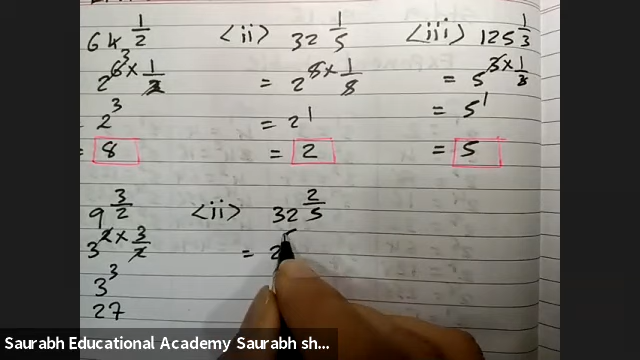 64^1/2 <ii> 32^1/5 <iii> 125^1/3
2^6×1/2 = 2^5×1/5 = 5^3×1/3
= 2^3 = 2^1 = 5^1
= 8 = 2 = 5
9^3/2 <ii> 32^2/5
3^2×3/2 = 2^5
3^3
27
Saurabh Educational Academy Saurabh sh...